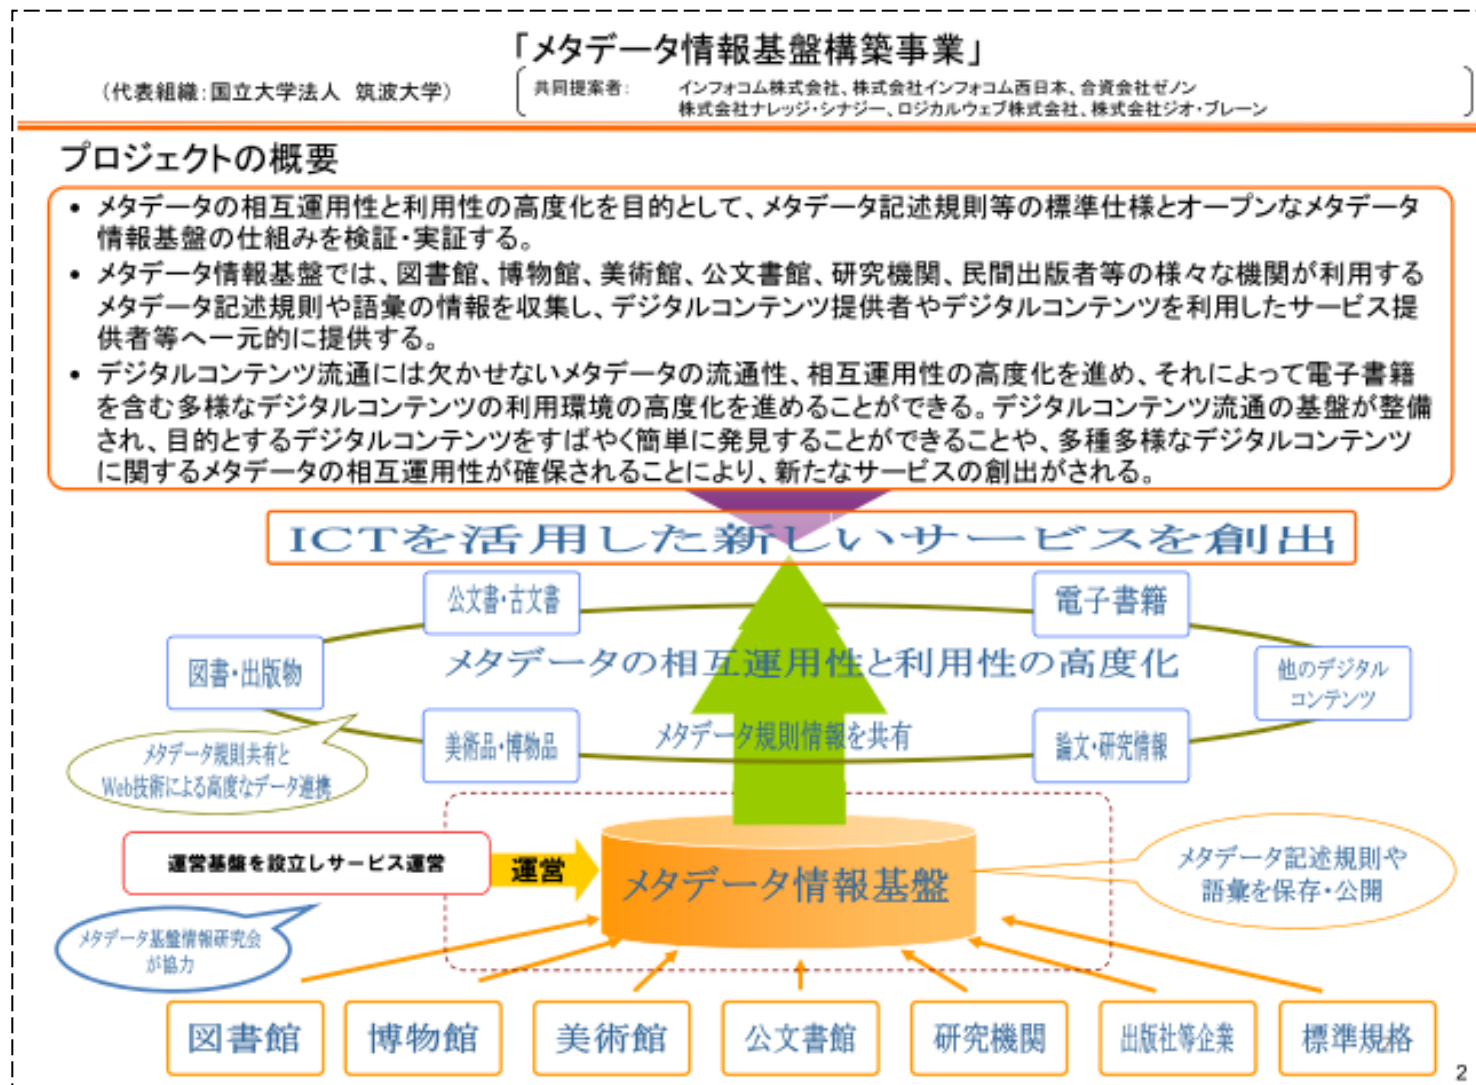 「メタデータ情報基盤構築事業」
（代表組織：国立大学法人　筑波大学）
共同提案者：　インフォコム株式会社、株式会社インフォコム西日本、合資会社ゼノン
株式会社ナレッジ・シナジー、ロジカルウェブ株式会社、株式会社ジオ・ブレーン
プロジェクトの概要
• メタデータの相互運用性と利用性の高度化を目的として、メタデータ記述規則等の標準仕様とオープンなメタデータ
情報基盤の仕組みを検証・実証する。
• メタデータ情報基盤では、図書館、博物館、美術館、公文書館、研究機関、民間出版者等の様々な機関が利用する
メタデータ記述規則や語彙の情報を収集し、デジタルコンテンツ提供者やデジタルコンテンツを利用したサービス提
供者等へ一元的に提供する。
• デジタルコンテンツ流通には欠かせないメタデータの流通性、相互運用性の高度化を進め、それによって電子書籍
を含む多様なデジタルコンテンツの利用環境の高度化を進めることができる。デジタルコンテンツ流通の基盤が整備
され、目的とするデジタルコンテンツをすばやく簡単に発見することができることや、多種多様なデジタルコンテンツ
に関するメタデータの相互運用性が確保されることにより、新たなサービスの創出がされる。
ICTを活用した新しいサービスを創出
公文書・古文書
電子書籍
図書・出版物
メタデータの相互運用性と利用性の高度化
他のデジタル
コンテンツ
美術品・博物品
メタデータ規則情報を共有
論文・研究情報
メタデータ規則共有と
Web技術による高度なデータ連携
運営基盤を設立しサービス運営
運営
メタデータ情報基盤
メタデータ記述規則や
語彙を保存・公開
メタデータ基盤情報研究会
が協力
図書館
博物館
美術館
公文書館
研究機関
出版社等企業
標準規格
2